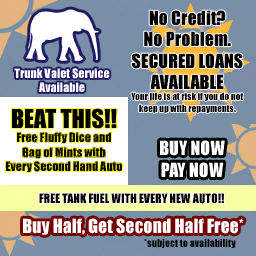 Trunk Valet Service
Available
No Credit?
No Problem.
SECURED LOANS
AVAILABLE
Your life is at risk if you do not
keep up with repayments.
BEAT THIS!!
Free Fluffy Dice and
Bag of Mints with
Every Second Hand Auto
BUY NOW
PAY NOW
FREE TANK FUEL WITH EVERY NEW AUTO!!
Buy Half, Get Second Half Free*
*subject to availability